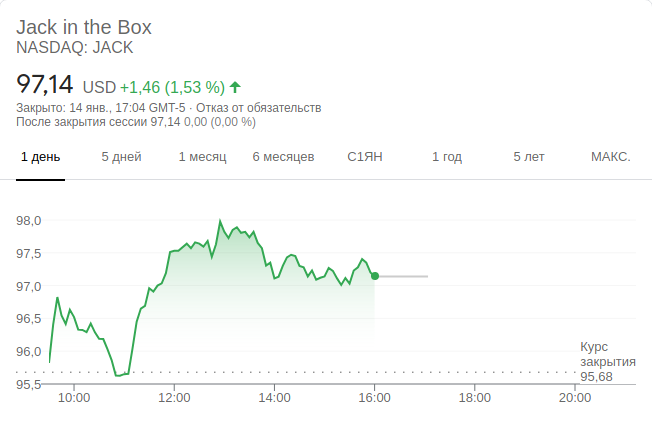 Jack in the Box
NASDAQ: JACK
97,14 USD +1,46 (1,53 %)
Закрыто: 14 янв., 17:04 GMT-5 · Отказ от обязательств
После закрытия сессии 97,14 0,00 (0,00 %)
1 день 5 дней 1 месяц 6 месяцев С1ЯН 1 год 5 лет МАКС.
98,0
97,5
97,0
96,5
96,0
95,5
Курс
закрытия
95,68
10:00 12:00 14:00 16:00 18:00 20:00